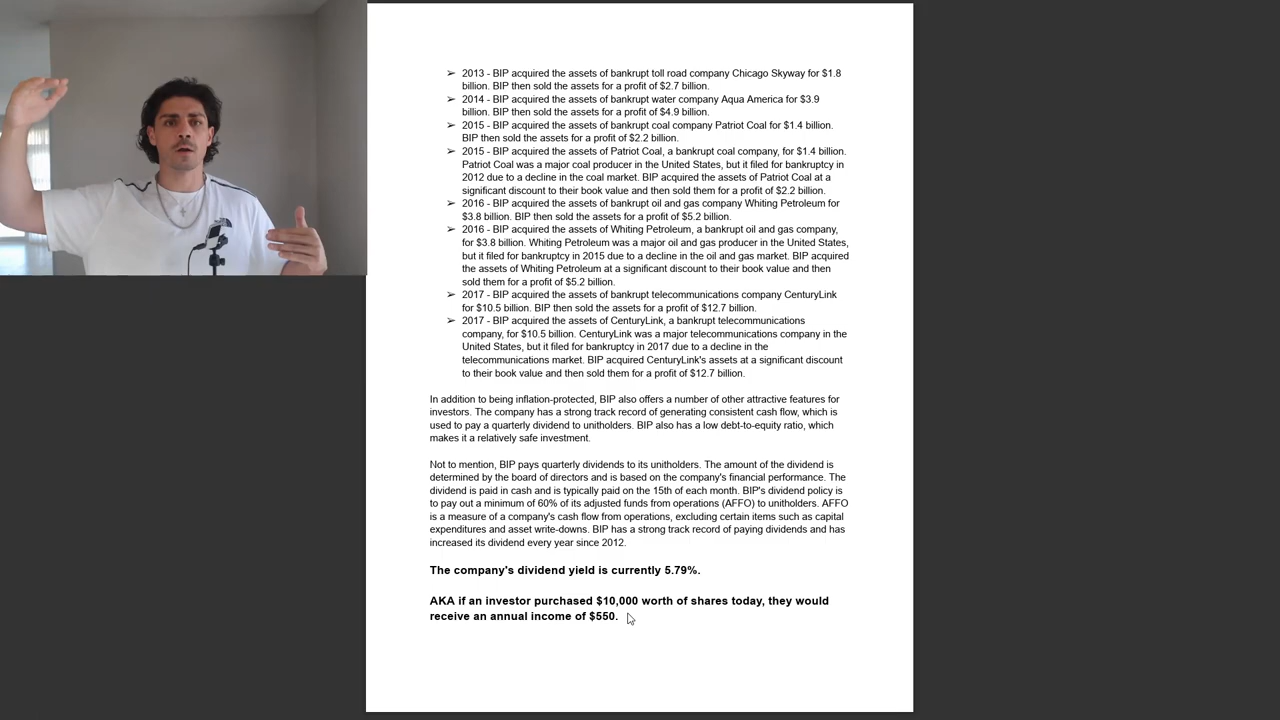 ➢ 2013 - BIP acquired the assets of bankrupt toll road company Chicago Skyway for $1.8
billion. BIP then sold the assets for a profit of $2.7 billion.
➢ 2014 - BIP acquired the assets of bankrupt water company Aqua America for $3.9
billion. BIP then sold the assets for a profit of $4.9 billion.
➢ 2015 - BIP acquired the assets of bankrupt coal company Patriot Coal for $1.4 billion.
BIP then sold the assets for a profit of $2.2 billion.
➢ 2015 - BIP acquired the assets of Patriot Coal, a bankrupt coal company, for $1.4 billion.
Patriot Coal was a major coal producer in the United States, but it filed for bankruptcy in
2012 due to a decline in the coal market. BIP acquired the assets of Patriot Coal at a
significant discount to their book value and then sold them for a profit of $2.2 billion.
➢ 2016 - BIP acquired the assets of bankrupt oil and gas company Whiting Petroleum for
$3.8 billion. BIP then sold the assets for a profit of $5.2 billion.
➢ 2016 - BIP acquired the assets of Whiting Petroleum, a bankrupt oil and gas company,
for $3.8 billion. Whiting Petroleum was a major oil and gas producer in the United States,
but it filed for bankruptcy in 2015 due to a decline in the oil and gas market. BIP acquired
the assets of Whiting Petroleum at a significant discount to their book value and then
sold them for a profit of $5.2 billion.
➢ 2017 - BIP acquired the assets of bankrupt telecommunications company CenturyLink
for $10.5 billion. BIP then sold the assets for a profit of $12.7 billion.
➢ 2017 - BIP acquired the assets of CenturyLink, a bankrupt telecommunications
company, for $10.5 billion. CenturyLink was a major telecommunications company in the
United States, but it filed for bankruptcy in 2017 due to a decline in the
telecommunications market. BIP acquired CenturyLink's assets at a significant discount
to their book value and then sold them for a profit of $12.7 billion.
In addition to being inflation-protected, BIP also offers a number of other attractive features for
investors. The company has a strong track record of generating consistent cash flow, which is
used to pay a quarterly dividend to unitholders. BIP also has a low debt-to-equity ratio, which
makes it a relatively safe investment.
Not to mention, BIP pays quarterly dividends to its unitholders. The amount of the dividend is
determined by the board of directors and is based on the company's financial performance. The
dividend is paid in cash and is typically paid on the 15th of each month. BIP's dividend policy is
to pay out a minimum of 60% of its adjusted funds from operations (AFFO) to unitholders. AFFO
is a measure of a company's cash flow from operations, excluding certain items such as capital
expenditures and asset write-downs. BIP has a strong track record of paying dividends and has
increased its dividend every year since 2012.
The company's dividend yield is currently 5.79%.
AKA if an investor purchased $10,000 worth of shares today, they would
receive an annual income of $550.